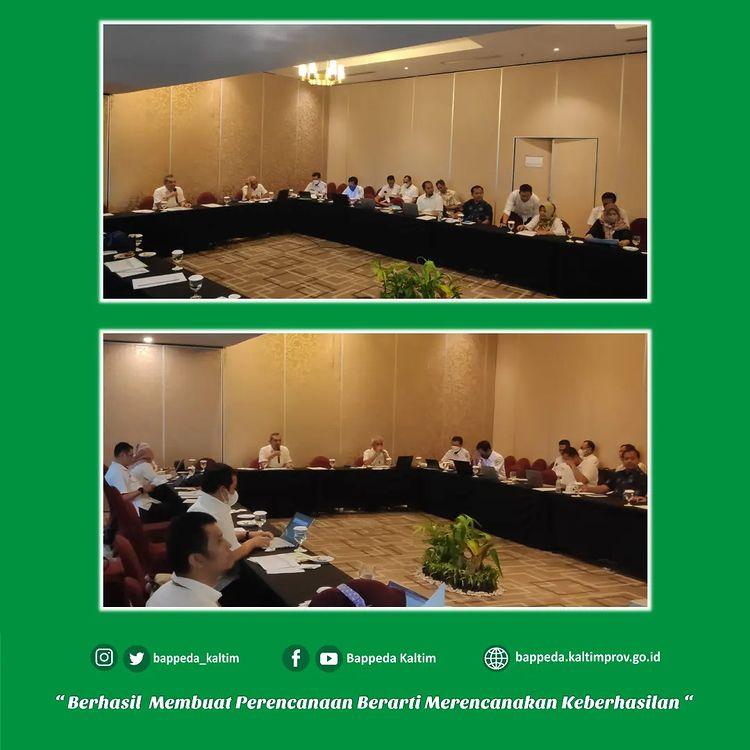 bappeda_kaltim
Bappeda Kaltim
bappeda.kaltimprov.go.id
“ Berhasil Membuat Perencanaan Berarti Merencanakan Keberhasilan “